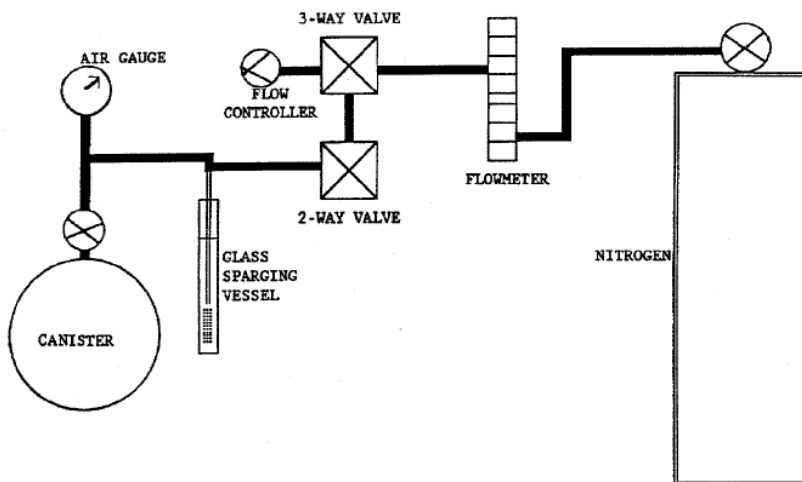 3-WAY VALVE
AIR GAUGE
FLOW
CONTROLLER
FLOWMETER
2-WAY VALVE
GLASS
SPARGING
VESSEL
NITROGEN
CANISTER